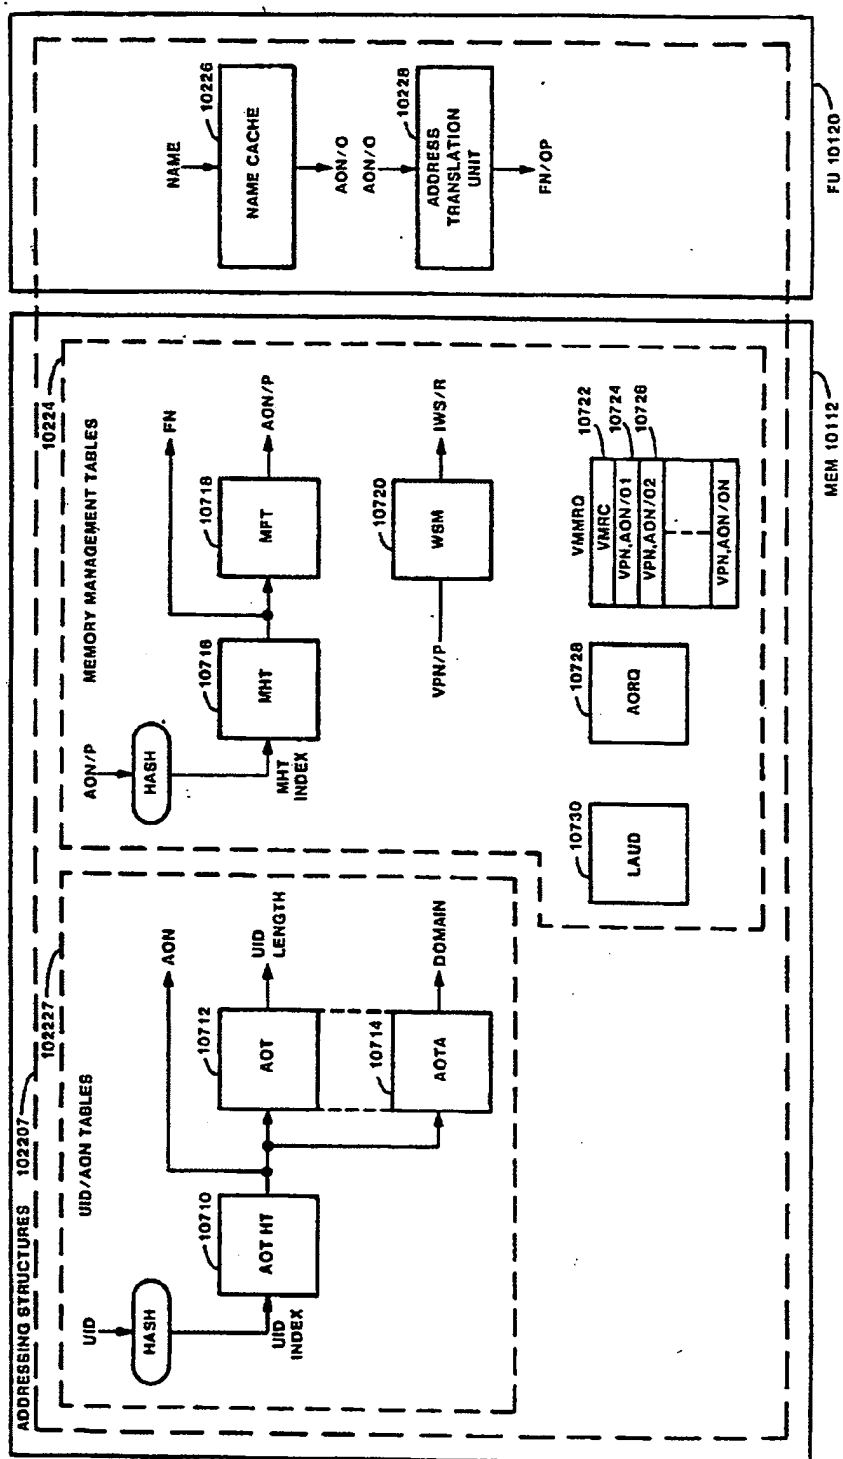 ADDRESSING STRUCTURES 102207
102227
UID/AON TABLES
UID
HASH
UID
INDEX
10710
AOT HT
AON
10712
AOT
UID
LENGTH
10714
AOTA
DOMAIN
10224
MEMORY MANAGEMENT TABLES
AON/P
HASH
MHT
INDEX
10716
MHT
FN
10718
MFT
AON/P
VPN/P
10720
WSM
IWS/R
10730
LAUD
10728
AORQ
VMMRQ
VMRC
VPN,AON/O1
VPN,AON/O2
VPN,AON/ON
10722
10724
10726
MEM 10112
NAME
10226
NAME CACHE
AON/O
AON/O
10228
ADDRESS
TRANSLATION
UNIT
FN/OP
FU 10120